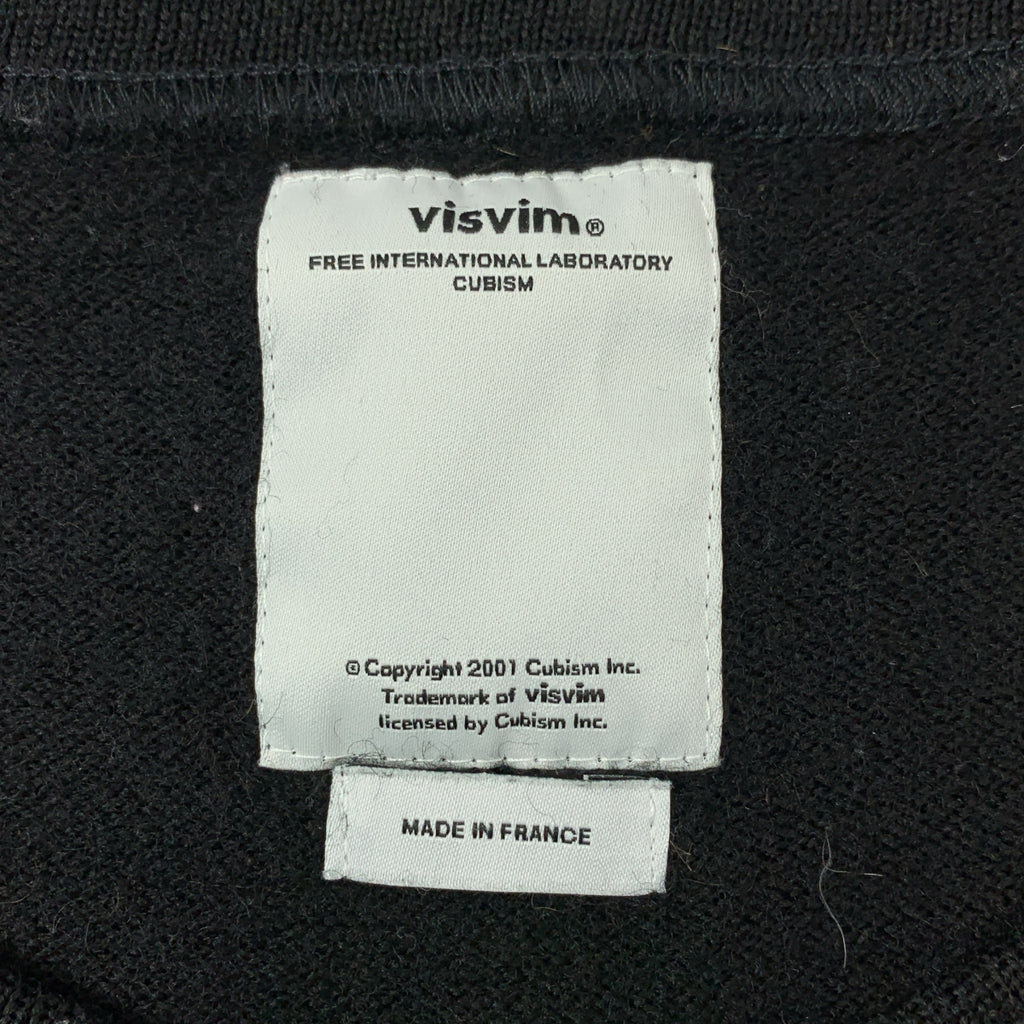 visvim®
FREE INTERNATIONAL LABORATORY
CUBISM
© Copyright 2001 Cubism Inc.
Trademark of visvim
licensed by Cubism Inc.
MADE IN FRANCE